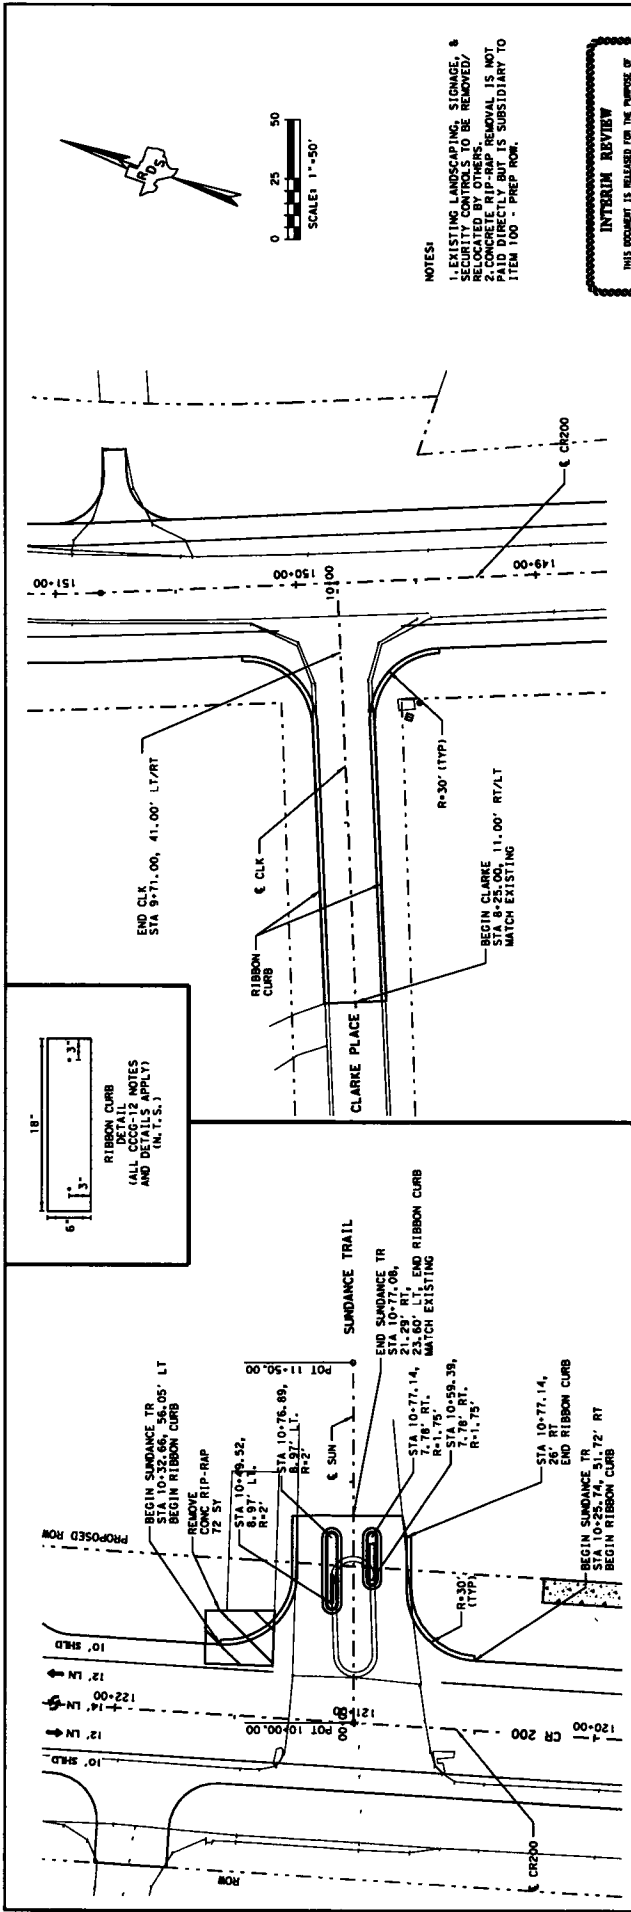 RDS
0 25 50
SCALE: 1"=50'
NOTES:
1. EXISTING LANDSCAPING, SIGNAGE, &
SECURITY CONTROLS TO BE REMOVED/
RELOCATED BY OTHERS.
2. CONCRETE RIP-RAP REMOVAL IS NOT
PAID DIRECTLY BUT IS SUBSIDIARY TO
ITEM 100 - PREP ROW.
INTERIM REVIEW
THIS DOCUMENT IS RELEASED FOR THE PURPOSE OF
151+00
150+00
149+00
10+00
℄ CR200
END CLK
STA 9+71.00, 41.00' LT/RT
℄ CLK
RIBBON
CURB
R=30' (TYP)
CLARKE PLACE
BEGIN CLARKE
STA 8+25.00, 11.00' RT/LT
MATCH EXISTING
18"
6"
3"
3"
RIBBON CURB
DETAIL
(ALL CCCG-12 NOTES
AND DETAILS APPLY)
(N.T.S.)
SUNDANCE TRAIL
POT 11+50.00
℄ SUN
BEGIN SUNDANCE TR
STA 10+32.66, 56.05' LT
BEGIN RIBBON CURB
REMOVE
CONC RIP-RAP
72 SY
STA 10+49.52,
8.97' LT.
R=2'
STA 10+76.89,
8.97' LT.
R=2'
END SUNDANCE TR
STA 10+77.08,
21.29' RT,
23.60' LT, END RIBBON CURB
MATCH EXISTING
STA 10+77.14,
7.78' RT.
R=1.75'
STA 10+59.39,
7.78' RT.
R=1.75'
STA 10+77.14,
26' RT
END RIBBON CURB
BEGIN SUNDANCE TR
STA 10+25.74, 51.72' RT
BEGIN RIBBON CURB
R=30'
(TYP)
PROPOSED ROW
10' SHLD
12' LN
14' LN
12' LN
10' SHLD
122+00
121+00
120+00
POT 10+00.00
CR 200
℄ CR200
ROW